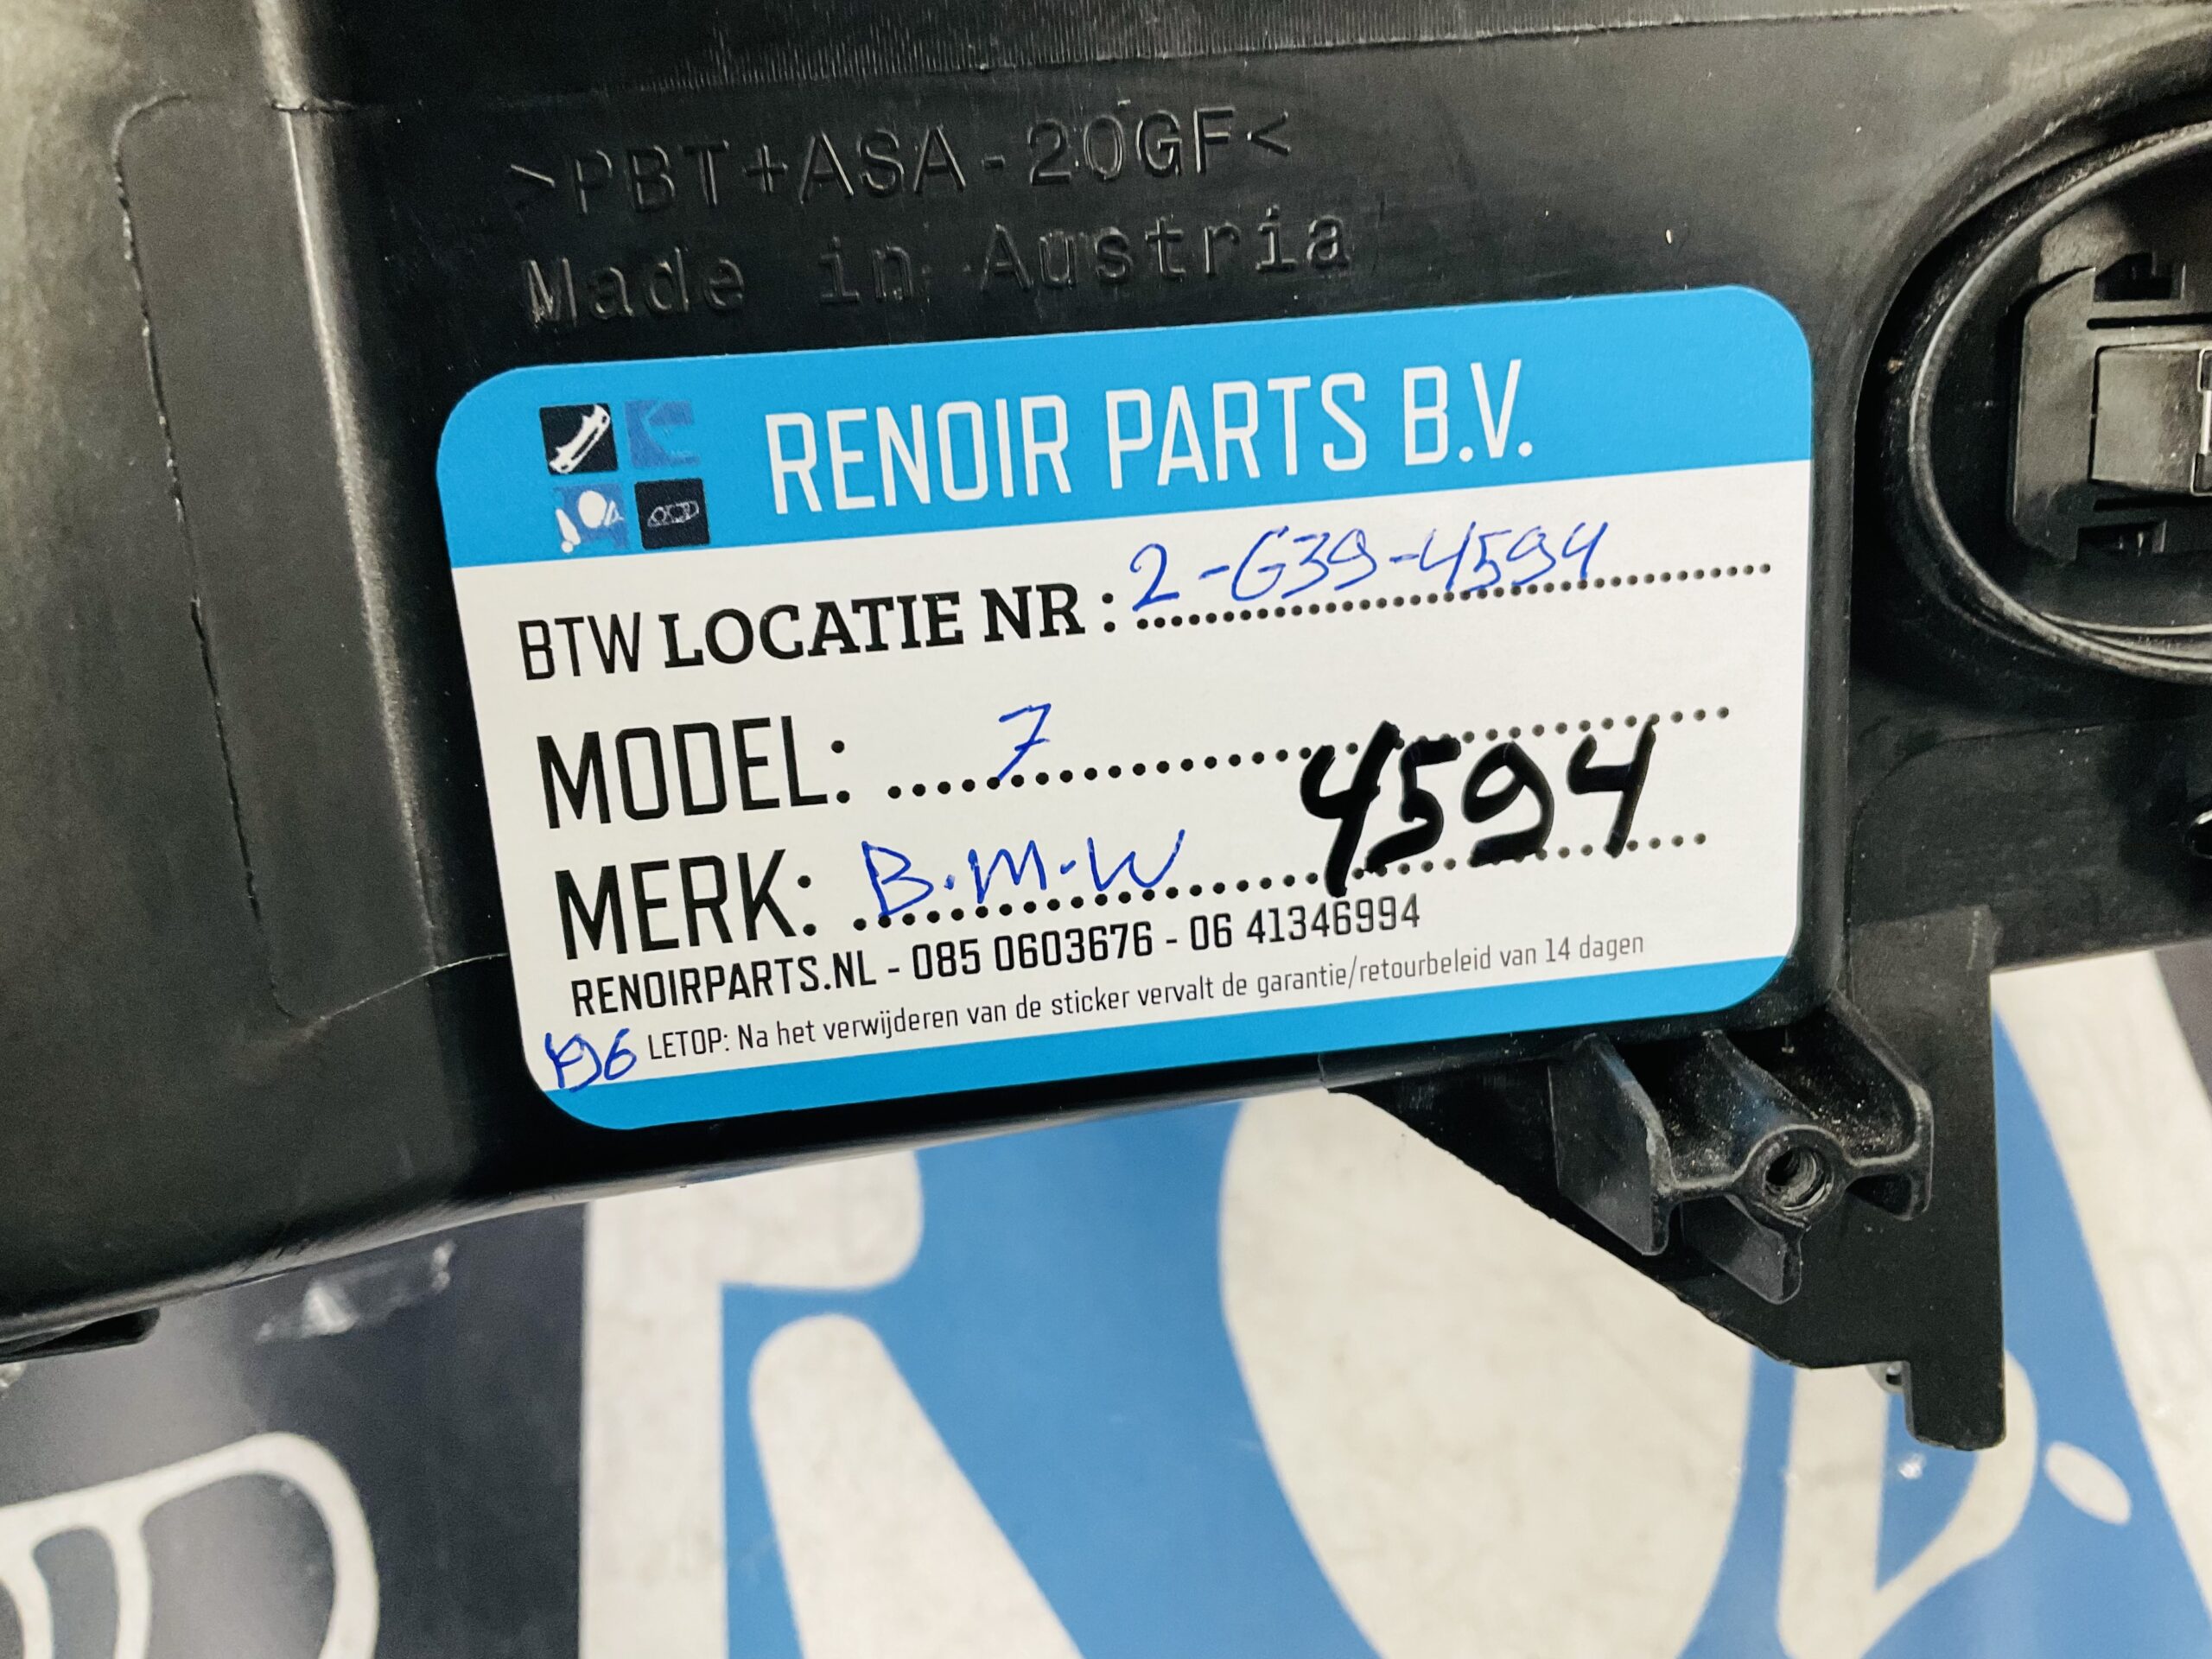 >PBT+ASA-20GF<
Made in Austria
RENOIR PARTS B.V.
BTW LOCATIE NR: 2-G39-4594
MODEL: 7
4594
MERK: B.M.W
RENOIRPARTS.NL - 085 0603676 - 06 41346994
LETOP: Na het verwijderen van de sticker vervalt de garantie/retourbeleid van 14 dagen